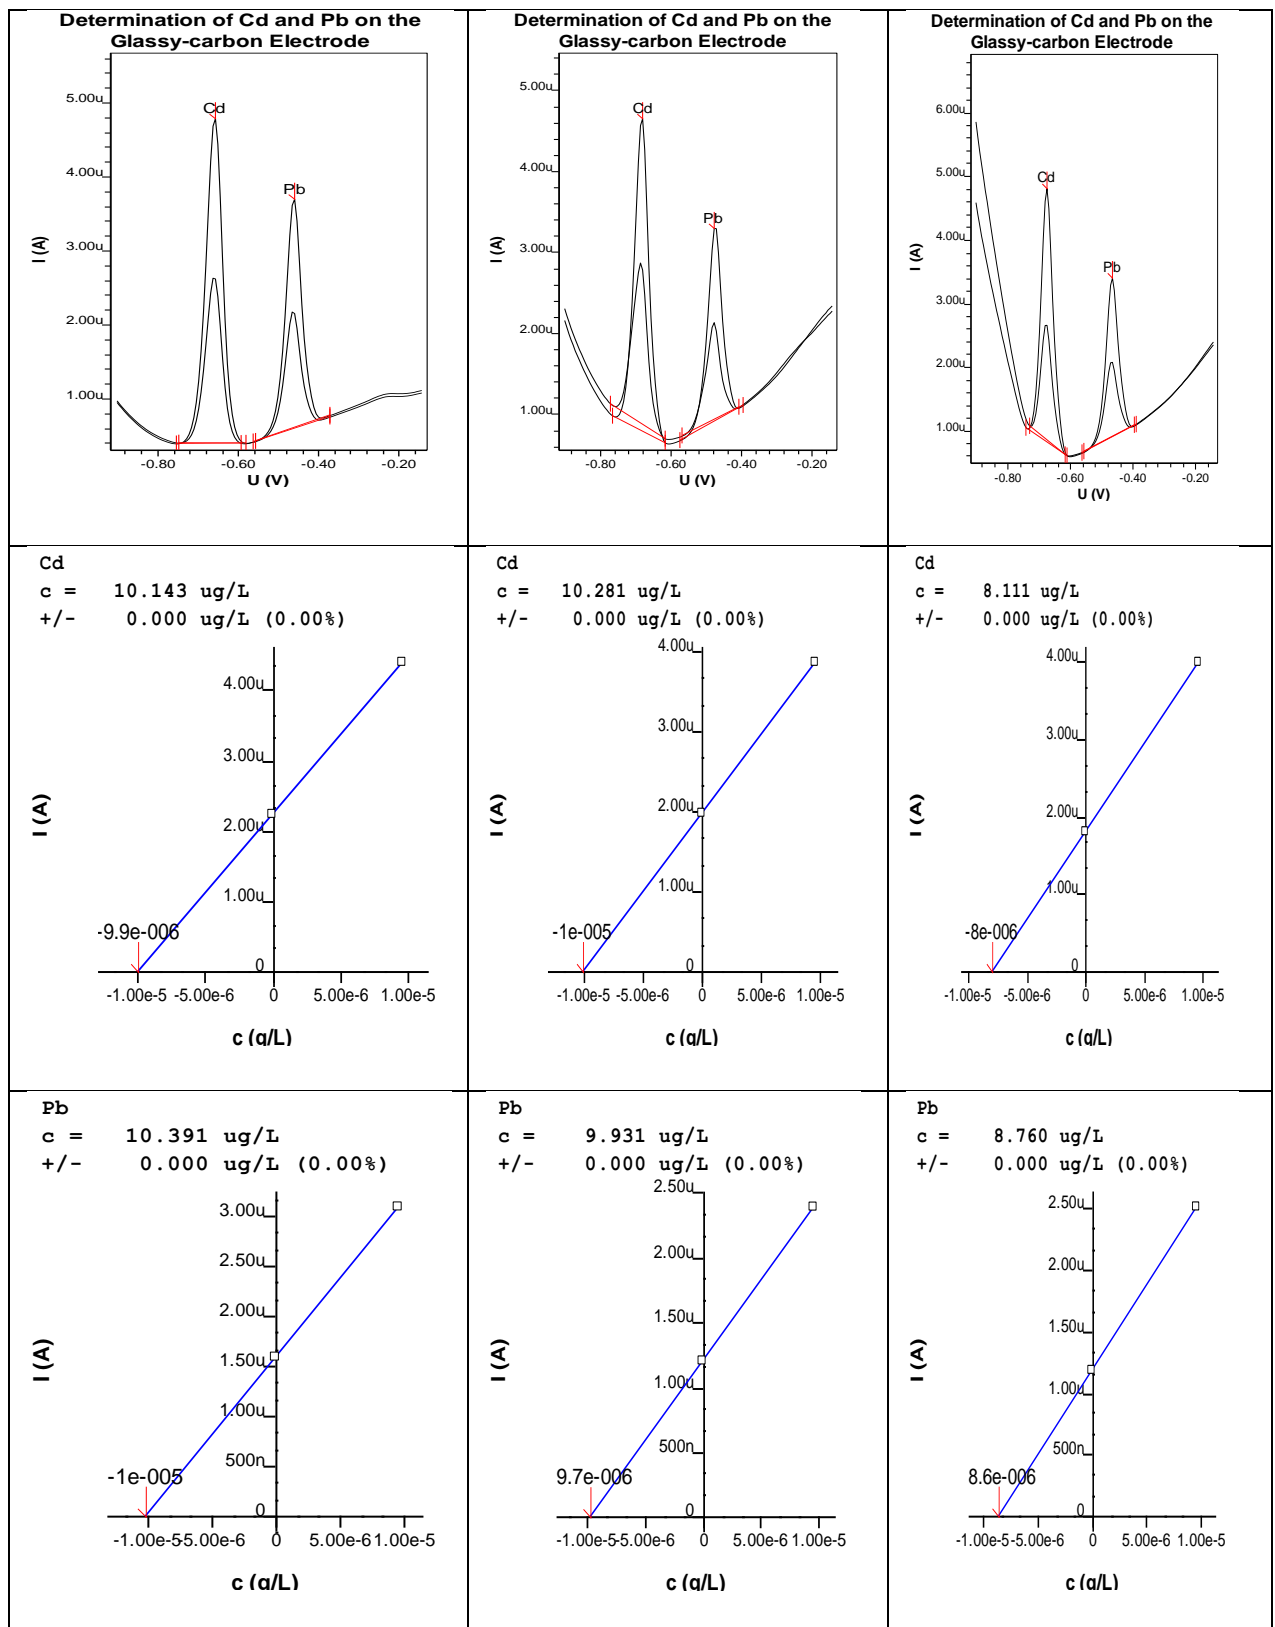 Determination of Cd and Pb on the
Glassy-carbon Electrode
5.00u
4.00u
3.00u
2.00u
1.00u
I (A)
Cd
Pb
-0.80 -0.60 -0.40 -0.20
U (V)
Determination of Cd and Pb on the
Glassy-carbon Electrode
5.00u
4.00u
3.00u
2.00u
1.00u
I (A)
Cd
Pb
-0.80 -0.60 -0.40 -0.20
U (V)
Determination of Cd and Pb on the
Glassy-carbon Electrode
6.00u
5.00u
4.00u
3.00u
2.00u
1.00u
I (A)
Cd
Pb
-0.80 -0.60 -0.40 -0.20
U (V)
Cd
c = 10.143 ug/L
+/- 0.000 ug/L (0.00%)
4.00u
3.00u
2.00u
1.00u
0
I (A)
-9.9e-006
-1.00e-5 -5.00e-6 0 5.00e-6 1.00e-5
c (g/L)
Cd
c = 10.281 ug/L
+/- 0.000 ug/L (0.00%)
4.00u
3.00u
2.00u
1.00u
0
I (A)
-1e-005
-1.00e-5 -5.00e-6 0 5.00e-6 1.00e-5
c (g/L)
Cd
c = 8.111 ug/L
+/- 0.000 ug/L (0.00%)
4.00u
3.00u
2.00u
1.00u
0
I (A)
-8e-006
-1.00e-5 -5.00e-6 0 5.00e-6 1.00e-5
c (g/L)
Pb
c = 10.391 ug/L
+/- 0.000 ug/L (0.00%)
3.00u
2.50u
2.00u
1.50u
1.00u
500n
0
I (A)
-1e-005
-1.00e-5 -5.00e-6 0 5.00e-6 1.00e-5
c (g/L)
Pb
c = 9.931 ug/L
+/- 0.000 ug/L (0.00%)
2.50u
2.00u
1.50u
1.00u
500n
0
I (A)
9.7e-006
-1.00e-5 -5.00e-6 0 5.00e-6 1.00e-5
c (g/L)
Pb
c = 8.760 ug/L
+/- 0.000 ug/L (0.00%)
2.50u
2.00u
1.50u
1.00u
500n
0
I (A)
8.6e-006
-1.00e-5 -5.00e-6 0 5.00e-6 1.00e-5
c (g/L)